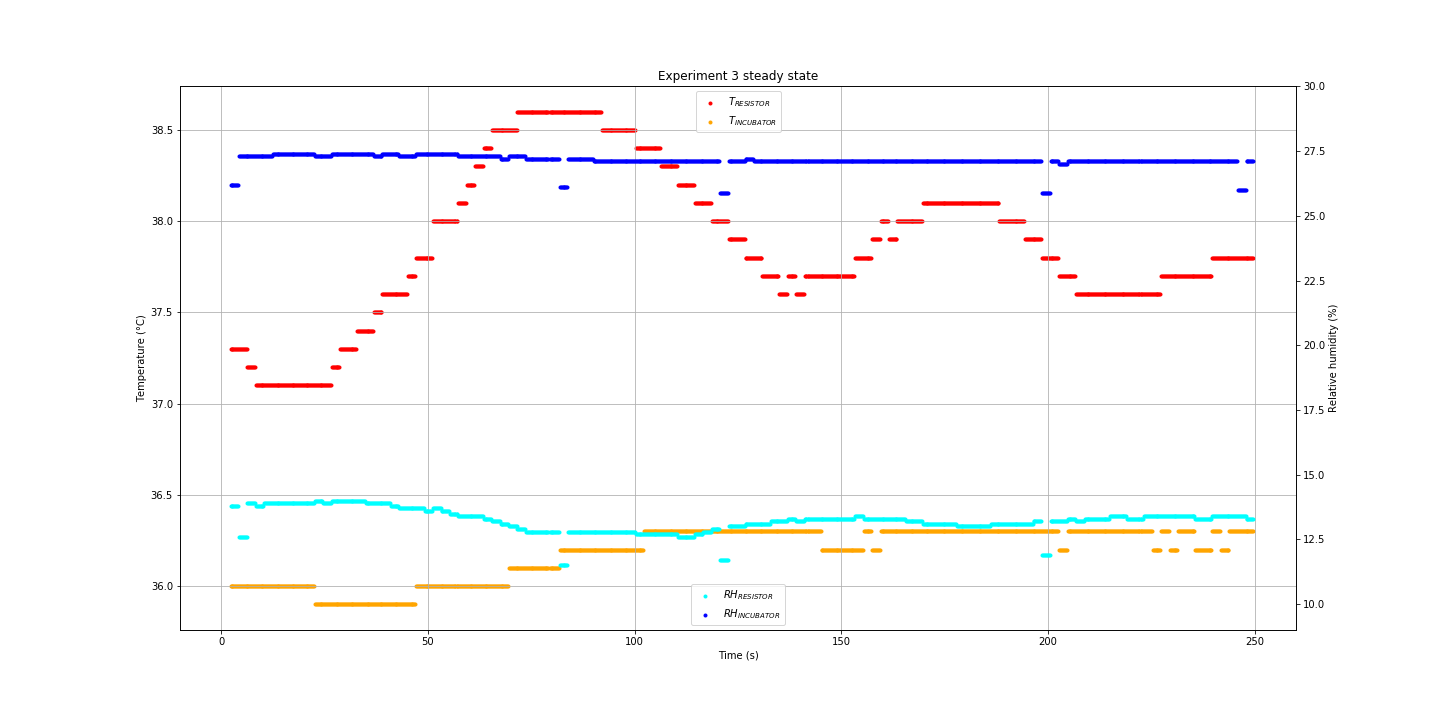 Experiment 3 steady state
T_RESISTOR
T_INCUBATOR
38.5
38.0
37.5
37.0
36.5
36.0
Temperature (°C)
30.0
27.5
25.0
22.5
20.0
17.5
15.0
12.5
10.0
Relative humidity (%)
RH_RESISTOR
RH_INCUBATOR
0 50 100 150 200 250
Time (s)